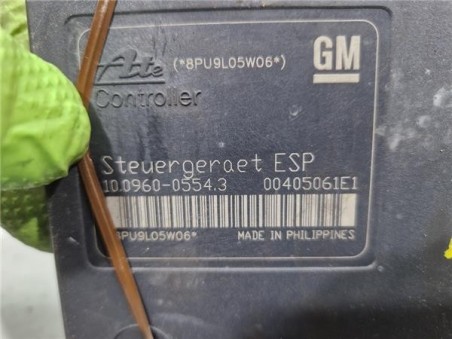 Ate (*8PU9L05W06*) GM
Controller
Steuergeraet ESP
10.0960-0554.3 00405061E1
8PU9L05W06* MADE IN PHILIPPINES